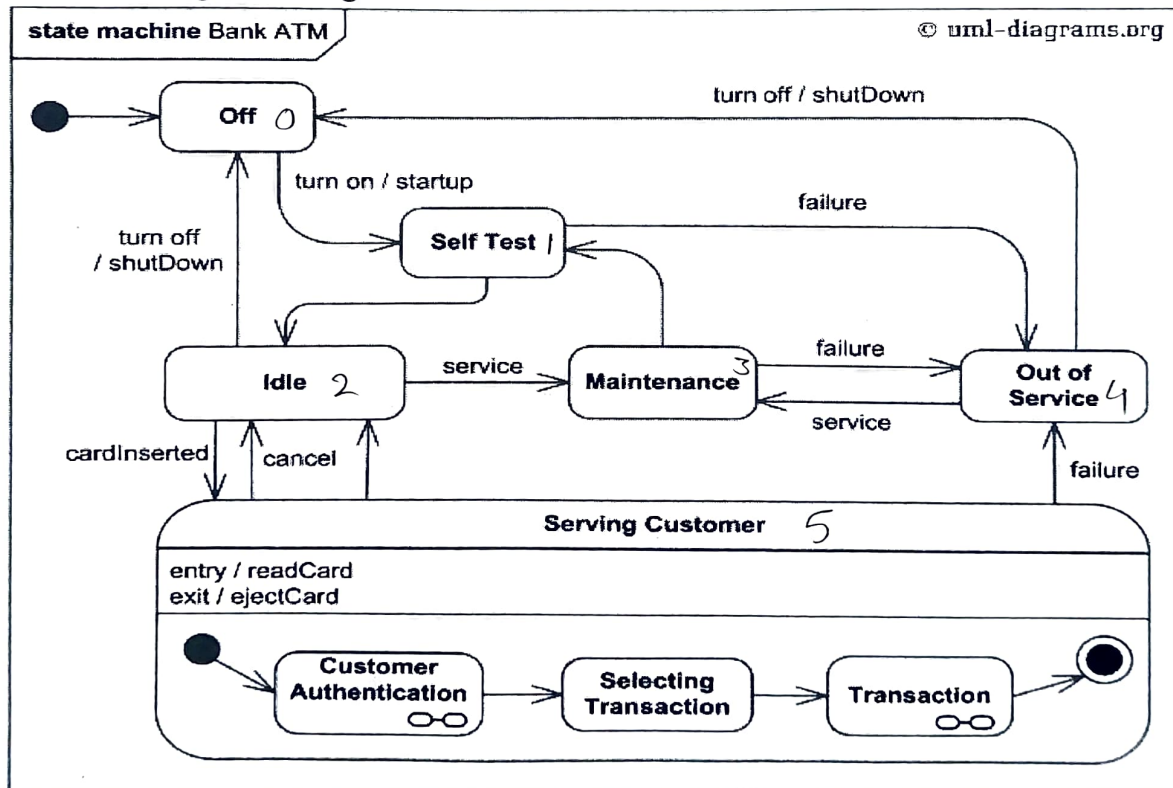 state machine Bank ATM
© uml-diagrams.org
turn off / shutDown
Off 0
turn on / startup
failure
turn off
/ shutDown
Self Test 1
Idle 2
service
Maintenance 3
failure
service
Out of
Service 4
cardInserted
cancel
failure
Serving Customer 5
entry / readCard
exit / ejectCard
Customer
Authentication
Selecting
Transaction
Transaction